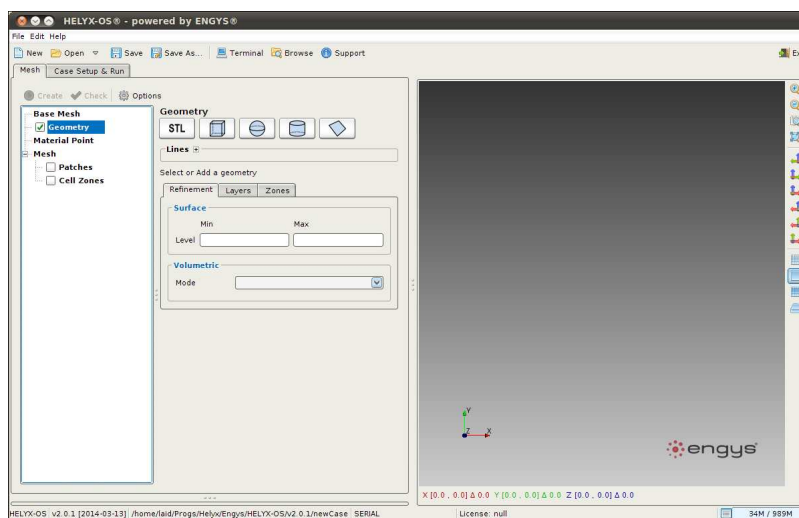 HELYX-OS® - powered by ENGYS®
File Edit Help
New Open Save Save As... Terminal Browse Support
Mesh Case Setup & Run
Create Check Options
Base Mesh
Geometry
Material Point
Mesh
Patches
Cell Zones
Geometry
STL
Lines
Select or Add a geometry
Refinement Layers Zones
Surface
Min Max
Level
Volumetric
Mode
Y
Z X
engys
X [0.0 , 0.0] Δ 0.0 Y [0.0 , 0.0] Δ 0.0 Z [0.0 , 0.0] Δ 0.0
HELYX-OS v2.0.1 [2014-03-13] /home/laid/Progs/Helyx/Engys/HELYX-OS/v2.0.1/newCase SERIAL License: null 34M / 989M